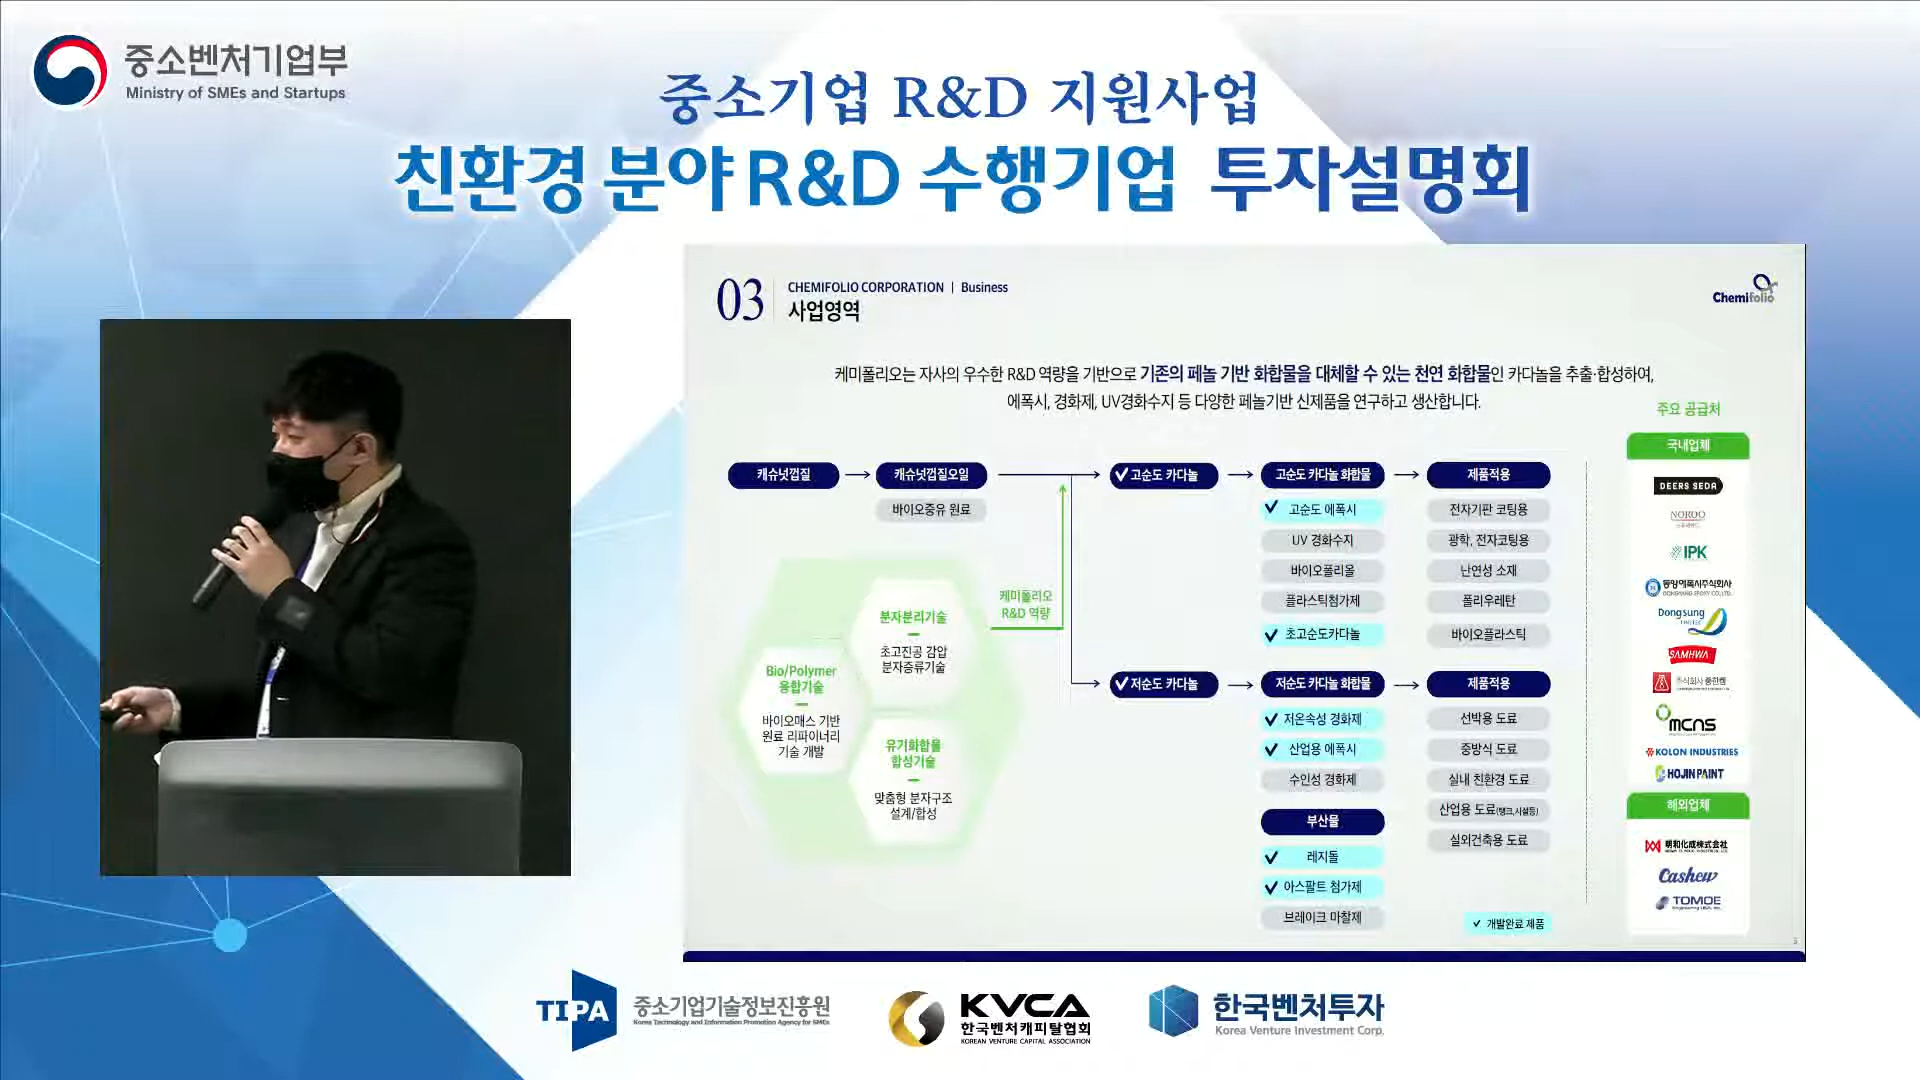 중소벤처기업부
Ministry of SMEs and Startups
중소기업 R&D 지원사업
친환경 분야 R&D 수행기업 투자설명회
03
CHEMIFOLIO CORPORATION | Business
사업영역
Chemifolio
케미폴리오는 자사의 우수한 R&D 역량을 기반으로 기존의 페놀 기반 화합물을 대체할 수 있는 천연 화합물인 카다놀을 추출·합성하여,
에폭시, 경화제, UV경화수지 등 다양한 페놀기반 신제품을 연구하고 생산합니다.
캐슈넛껍질
캐슈넛껍질오일
바이오중유 원료
케미폴리오
R&D 역량
분자분리기술
초고진공 감압
분자증류기술
Bio/Polymer
융합기술
바이오매스 기반
원료 리파이너리
기술 개발
유기화합물
합성기술
맞춤형 분자구조
설계/합성
✓고순도 카다놀
고순도 카다놀 화합물
✓ 고순도 에폭시
UV 경화수지
바이오폴리올
플라스틱첨가제
✓ 초고순도카다놀
제품적용
전자기판 코팅용
광학, 전자코팅용
난연성 소재
폴리우레탄
바이오플라스틱
✓저순도 카다놀
저순도 카다놀 화합물
✓ 저온속성 경화제
✓ 산업용 에폭시
수인성 경화제
제품적용
선박용 도료
중방식 도료
실내 친환경 도료
산업용 도료(탱크,시설등)
실외건축용 도료
부산물
✓ 레지돌
✓ 아스팔트 첨가제
브레이크 마찰제
✓ 개발완료 제품
주요 공급처
국내업체
DEERS SEDA
NOROO
IPK
동양에폭시주식회사
DONGYANG EPOXY CO., LTD.
Dongsung
SAMHWA
mcns
KOLON INDUSTRIES
HOJIN PAINT
해외업체
明和化成株式会社
Cashew
TOMOE
TIPA
중소기업기술정보진흥원
Korea Technology and Information Promotion Agency for SMEs
KVCA
한국벤처캐피탈협회
KOREAN VENTURE CAPITAL ASSOCIATION
한국벤처투자
Korea Venture Investment Corp.